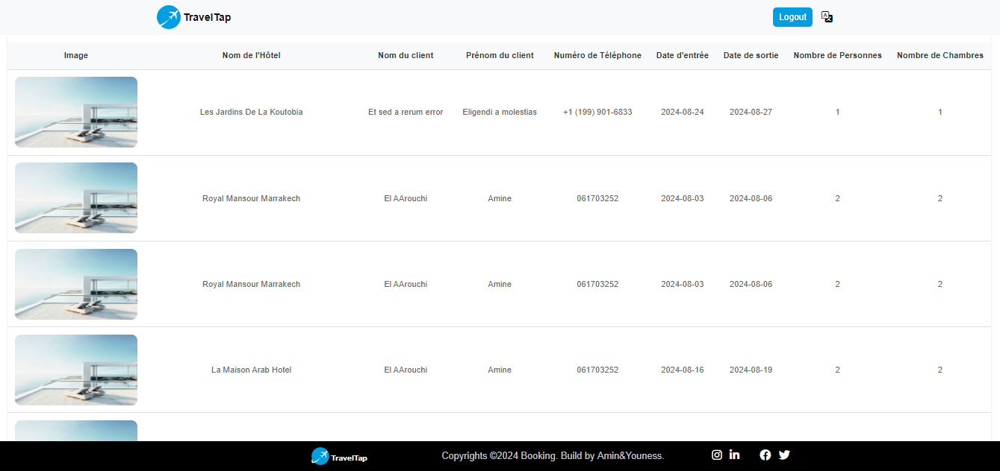 TravelTap
Logout
Image Nom de l'Hôtel Nom du client Prénom du client Numéro de Téléphone Date d'entrée Date de sortie Nombre de Personnes Nombre de Chambres
Les Jardins De La Koutobia Et sed a rerum error Eligendi a molestias +1 (199) 901-6833 2024-08-24 2024-08-27 1 1
Royal Mansour Marrakech El AArouchi Amine 061703252 2024-08-03 2024-08-06 2 2
Royal Mansour Marrakech El AArouchi Amine 061703252 2024-08-03 2024-08-06 2 2
La Maison Arab Hotel El AArouchi Amine 061703252 2024-08-16 2024-08-19 2 2
TravelTap Copyrights ©2024 Booking. Build by Amin&Youness.